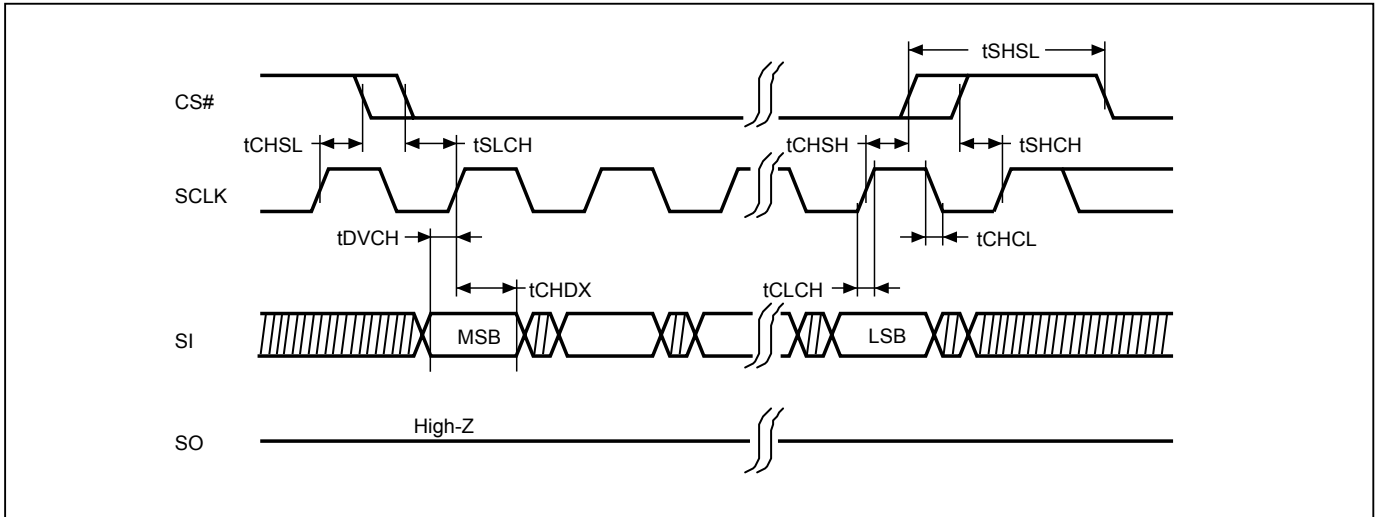 tSHSL
CS#
tCHSL
tSLCH
tCHSH
tSHCH
SCLK
tDVCH
tCHCL
tCHDX
tCLCH
SI
MSB
LSB
High-Z
SO